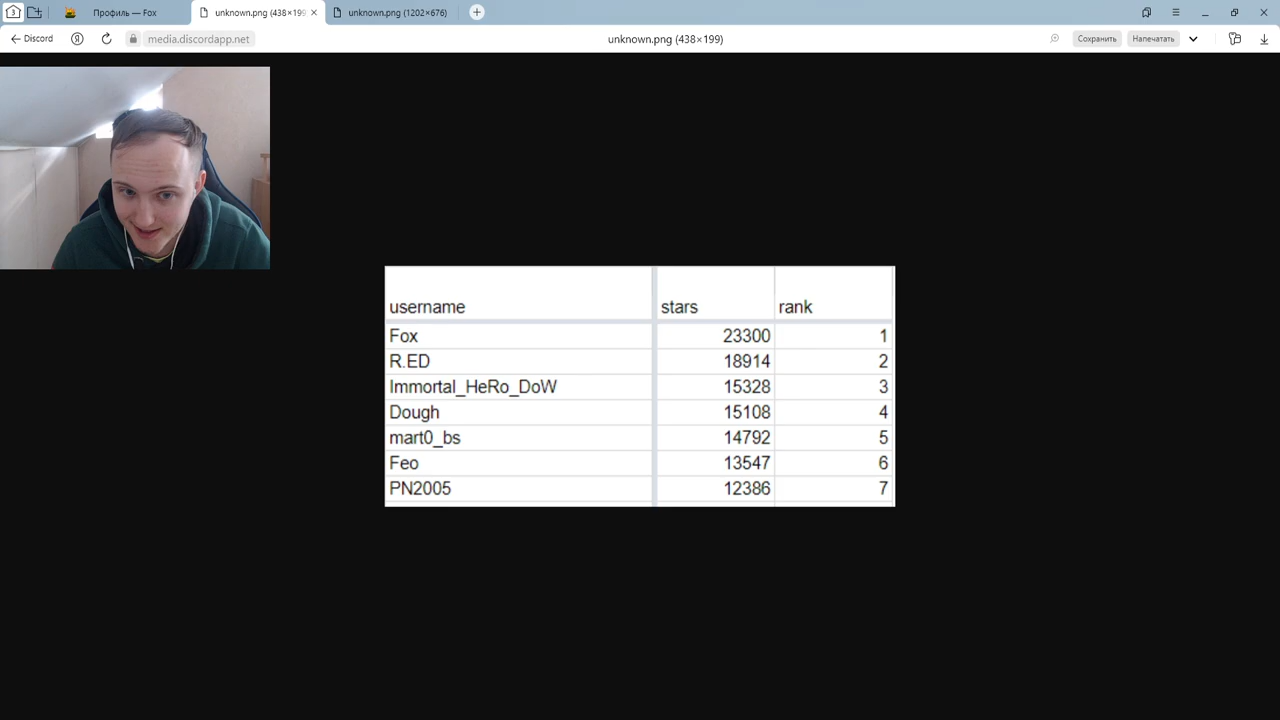 3
Профиль — Fox
unknown.png (438×199)
unknown.png (1202×676)
Discord
Я
media.discordapp.net
unknown.png (438×199)
Сохранить
Напечатать
username stars rank
Fox 23300 1
R.ED 18914 2
Immortal_HeRo_DoW 15328 3
Dough 15108 4
mart0_bs 14792 5
Feo 13547 6
PN2005 12386 7